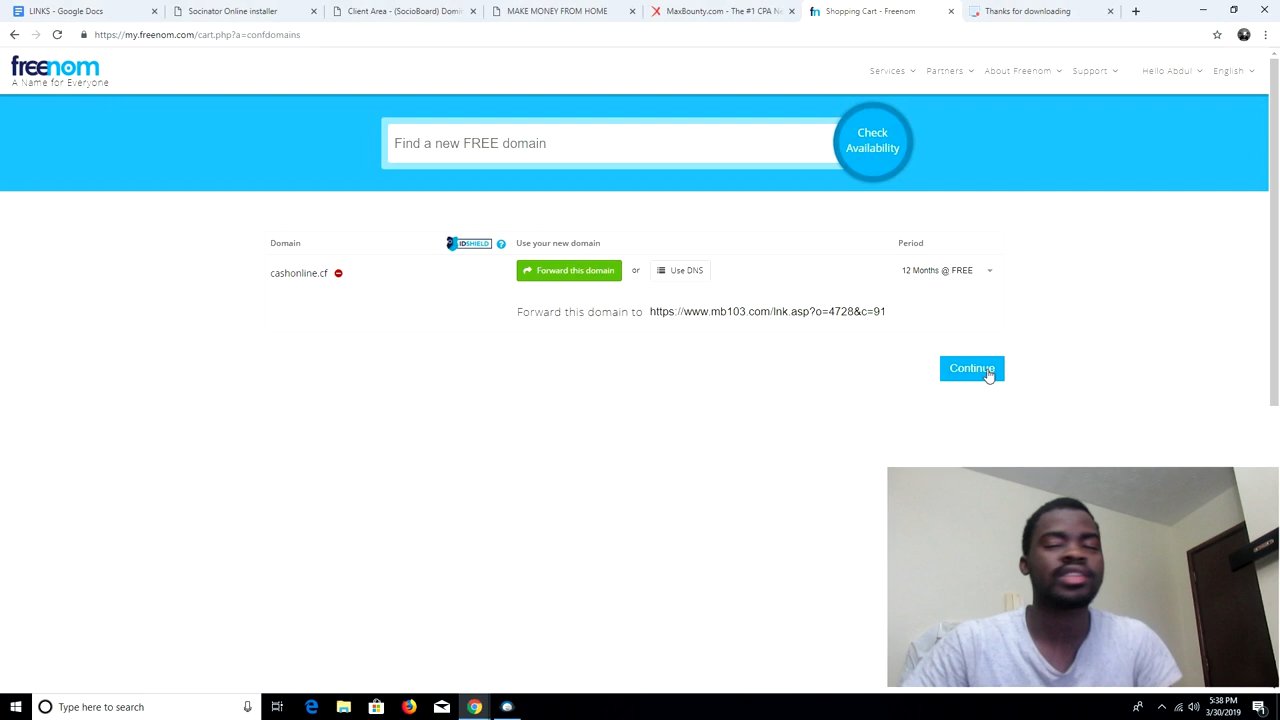 LINKS - Google Docs
Socinator Online installer
Client Area - (SocioBoard) Domi
MAKE MONEY FROM HOME
MaxBounty.com - The #1 CPA Ne
Shopping Cart - Freenom
Thanks for downloading
https://my.freenom.com/cart.php?a=confdomains
freenom
A Name for Everyone
Services
Partners
About Freenom
Support
Hello Abdul
English
Find a new FREE domain
Check
Availability
Domain
IDSHIELD
?
Use your new domain
Period
cashonline.cf
Forward this domain
or
Use DNS
12 Months @ FREE
Forward this domain to
https://www.mb103.com/lnk.asp?o=4728&c=91
Continue
Type here to search
5:38 PM
3/30/2019